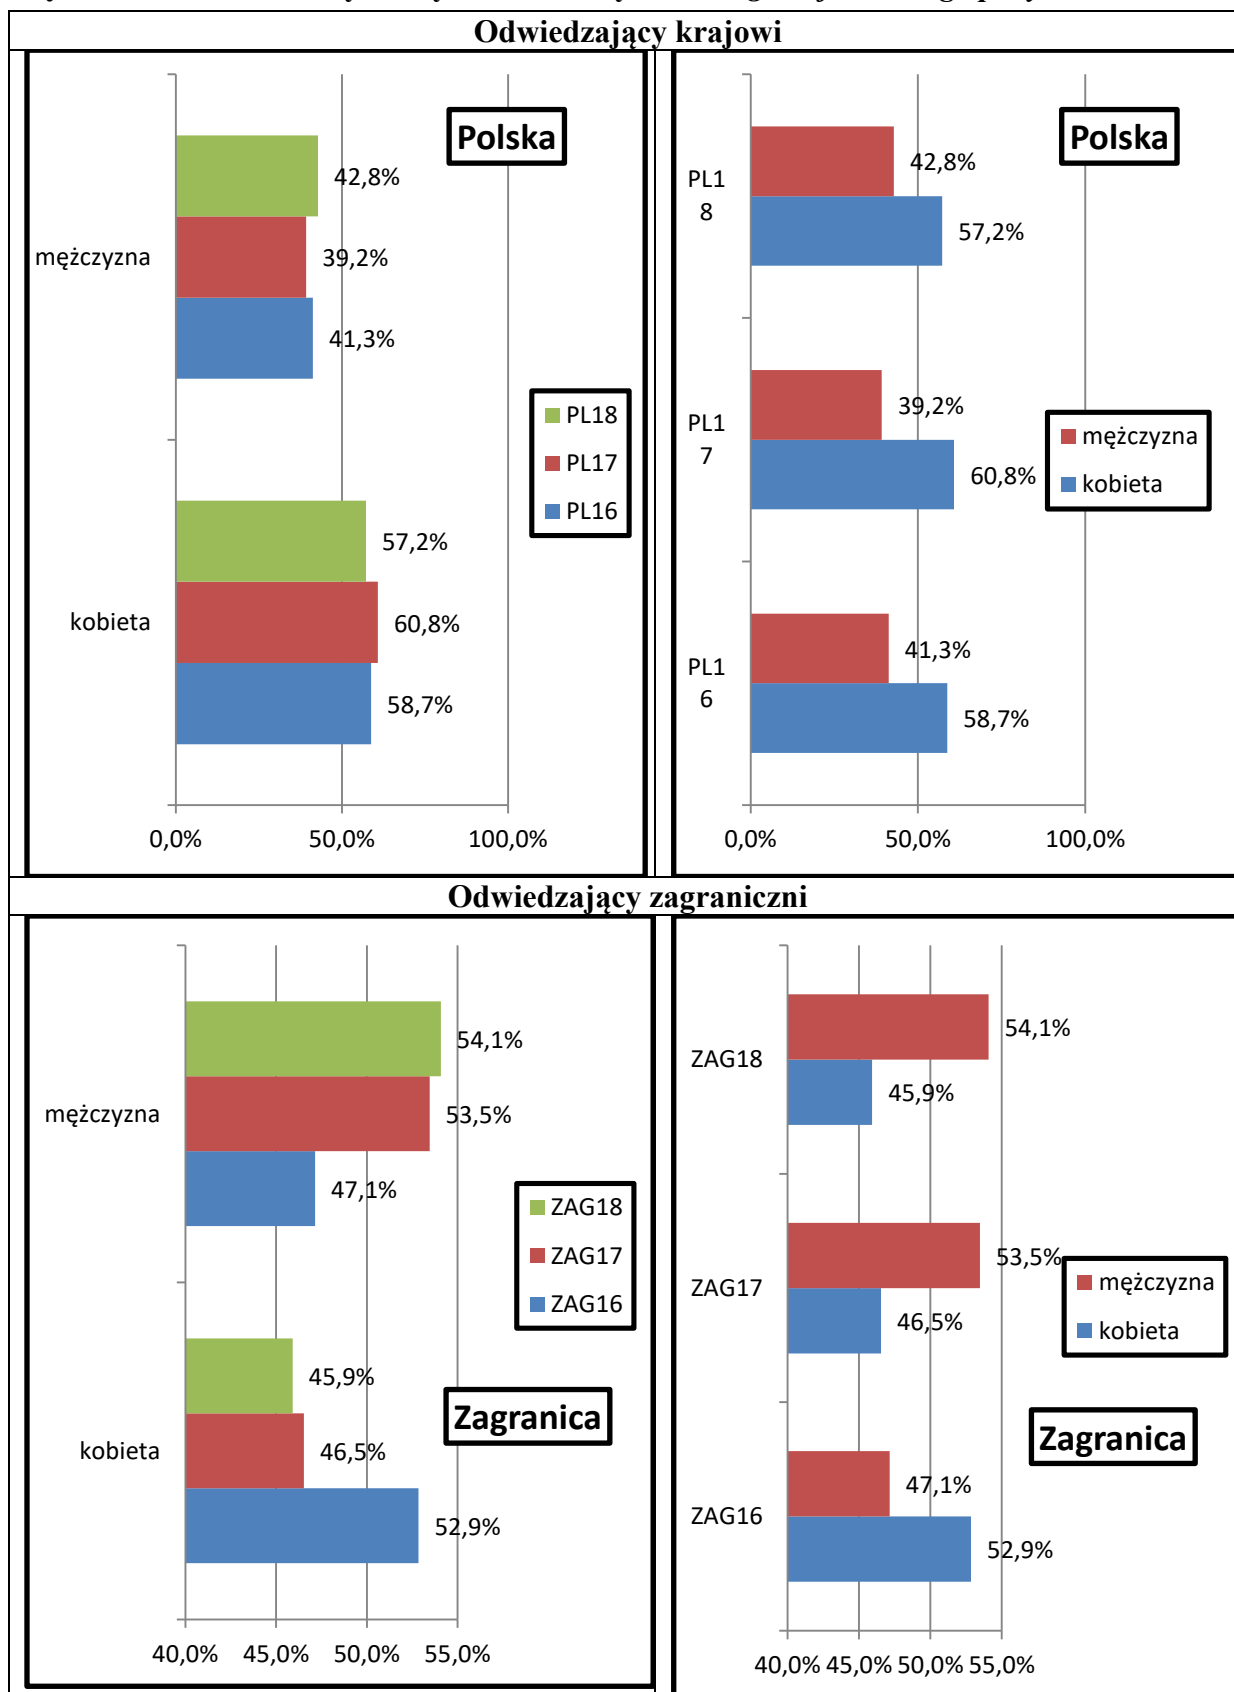 Odwiedzający krajowi
Polska
42,8%
mężczyzna
39,2%
41,3%
PL18
PL17
PL16
57,2%
kobieta
60,8%
58,7%
0,0% 50,0% 100,0%
Polska
PL1
8
42,8%
57,2%
PL1
7
39,2%
60,8%
mężczyzna
kobieta
PL1
6
41,3%
58,7%
0,0% 50,0% 100,0%
Odwiedzający zagraniczni
54,1%
mężczyzna
53,5%
47,1%
ZAG18
ZAG17
ZAG16
45,9%
Zagranica
kobieta
46,5%
52,9%
40,0% 45,0% 50,0% 55,0%
54,1%
ZAG18
45,9%
53,5%
ZAG17
46,5%
mężczyzna
kobieta
Zagranica
47,1%
ZAG16
52,9%
40,0% 45,0% 50,0% 55,0%